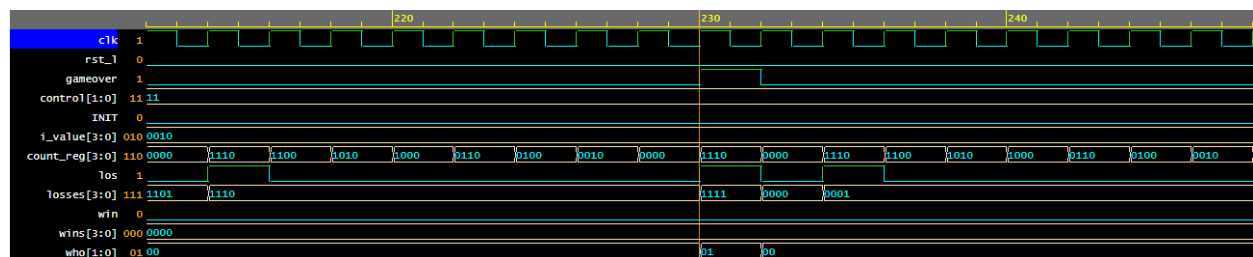 220 230 240
clk 1
rst_l 0
gameover 1
control[1:0] 11 11
INIT 0
i_value[3:0] 010 0010
count_reg[3:0] 110 0000 1110 1100 1010 1000 0110 0100 0010 0000 1110 0000 1110 1100 1010 1000 0110 0100 0010
los 1
losses[3:0] 111 1101 1110 1111 0000 0001
win 0
wins[3:0] 000 0000
who[1:0] 01 00 01 00